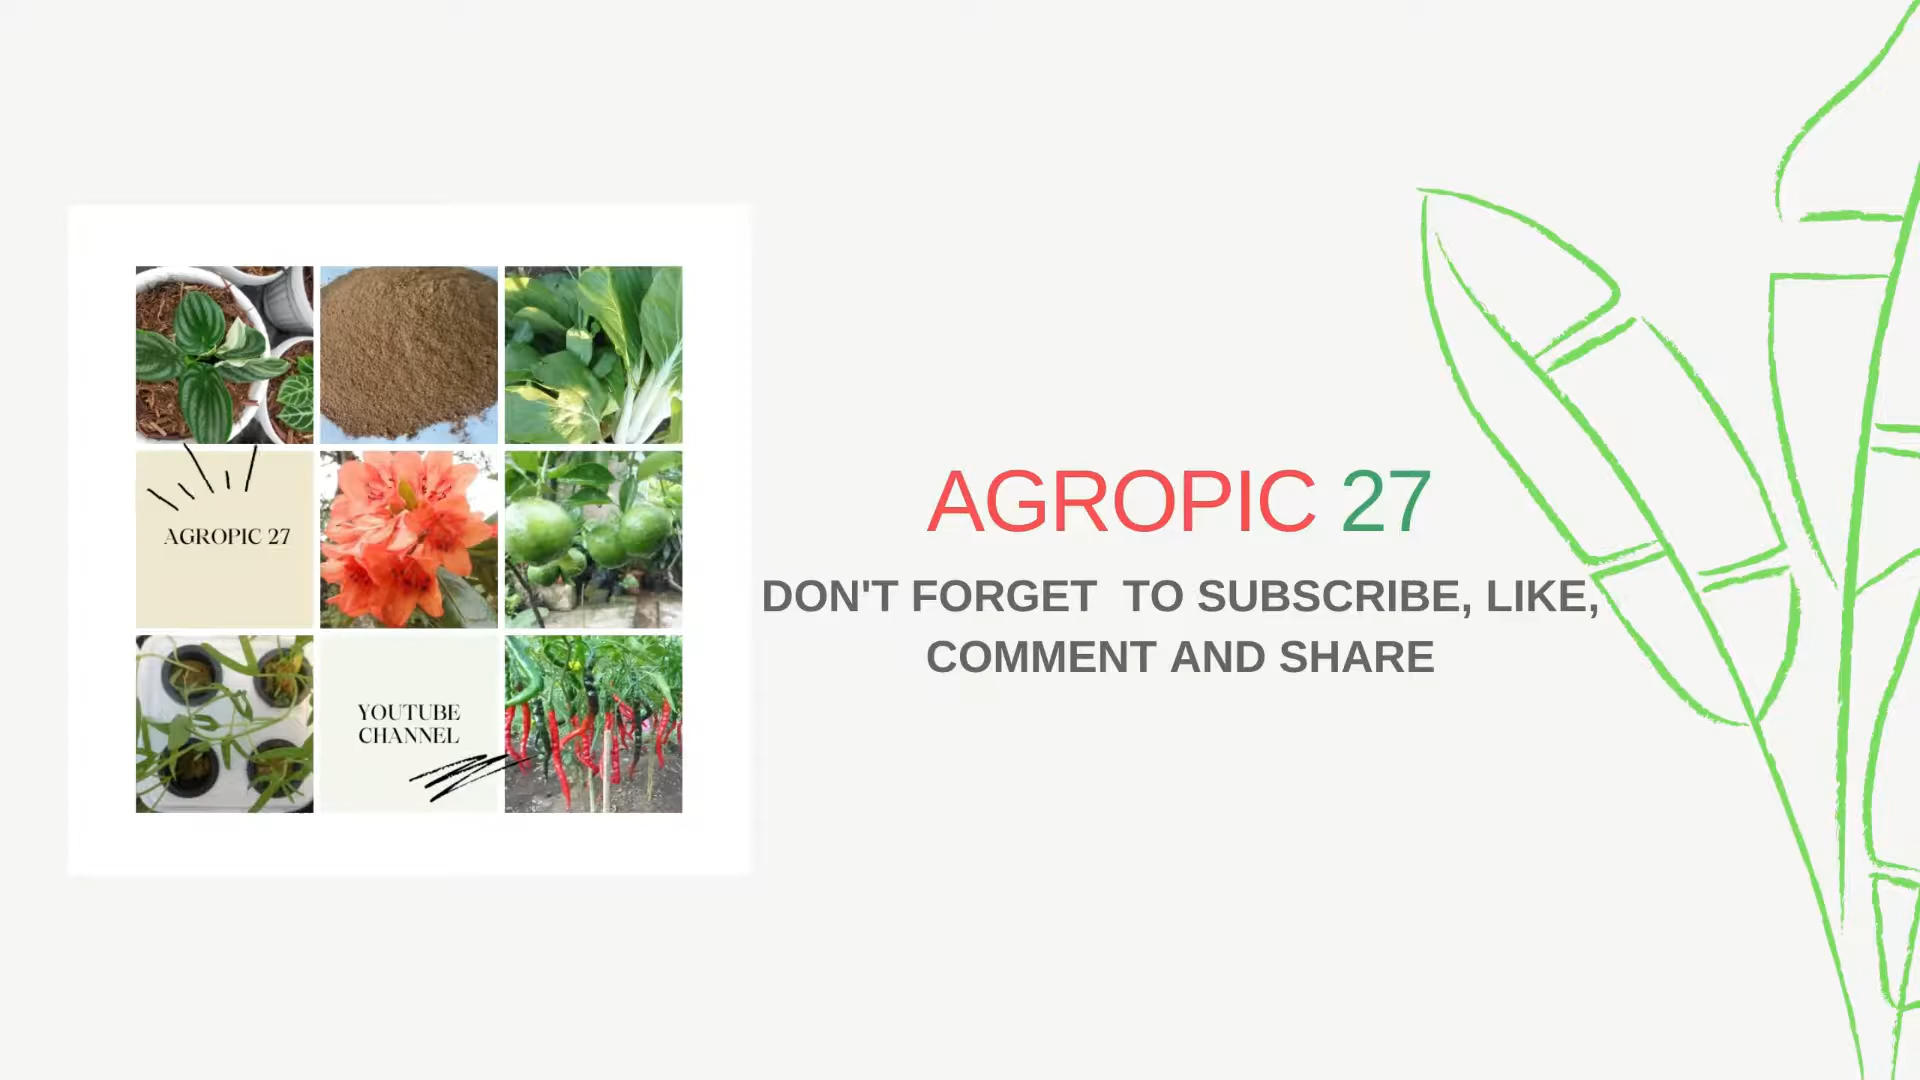 AGROPIC 27
YOUTUBE
CHANNEL
AGROPIC 27
DON'T FORGET  TO SUBSCRIBE, LIKE,
COMMENT AND SHARE